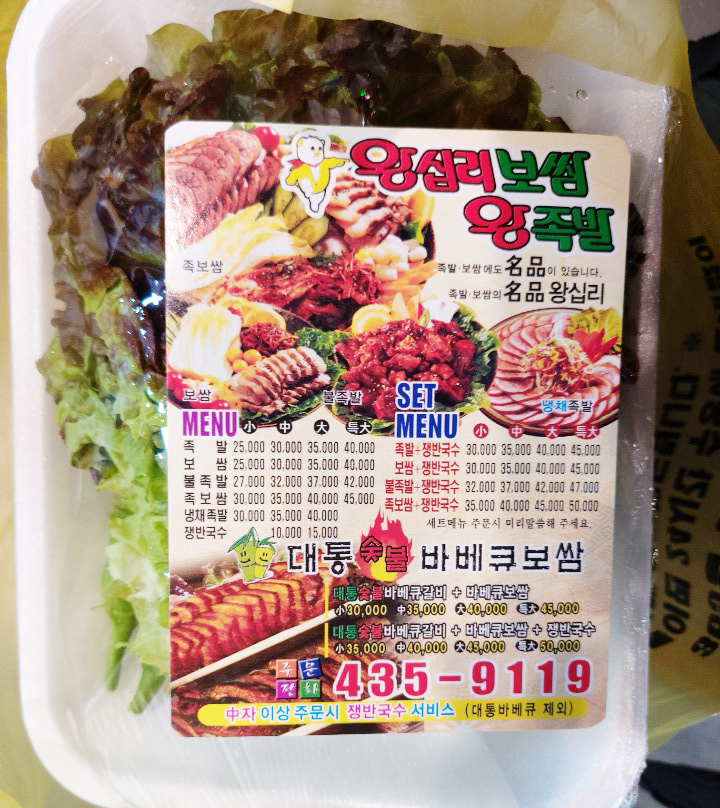 왕십리보쌈
왕족발
족발·보쌈에도 名品이 있습니다.
족발·보쌈의 名品 왕십리
족보쌈
보쌈
불족발
냉채족발
MENU 小 中 大 특大
족 발 25.000 30.000 35.000 40.000
보 쌈 25.000 30.000 35.000 40.000
불족발 27.000 32.000 37.000 42.000
족보쌈 30.000 35.000 40.000 45.000
냉채족발 30.000 35.000 40.000
쟁반국수 10.000 15.000
SET
MENU 小 中 大 특大
족발+쟁반국수 30.000 35.000 40.000 45.000
보쌈+쟁반국수 30.000 35.000 40.000 45.000
불족발+쟁반국수 32.000 37.000 42.000 47.000
족보쌈+쟁반국수 35.000 40.000 45.000 50.000
세트메뉴 주문시 미리말씀해 주세요.
대통숯불바베큐보쌈
대통숯불바베큐갈비 + 바베큐보쌈
小30,000 中35,000 大40,000 특大45,000
대통숯불바베큐갈비 + 바베큐보쌈 + 쟁반국수
小35,000 中40,000 大45,000 특大50,000
주문
전화
435-9119
中자 이상 주문시 쟁반국수 서비스 (대통바베큐 제외)